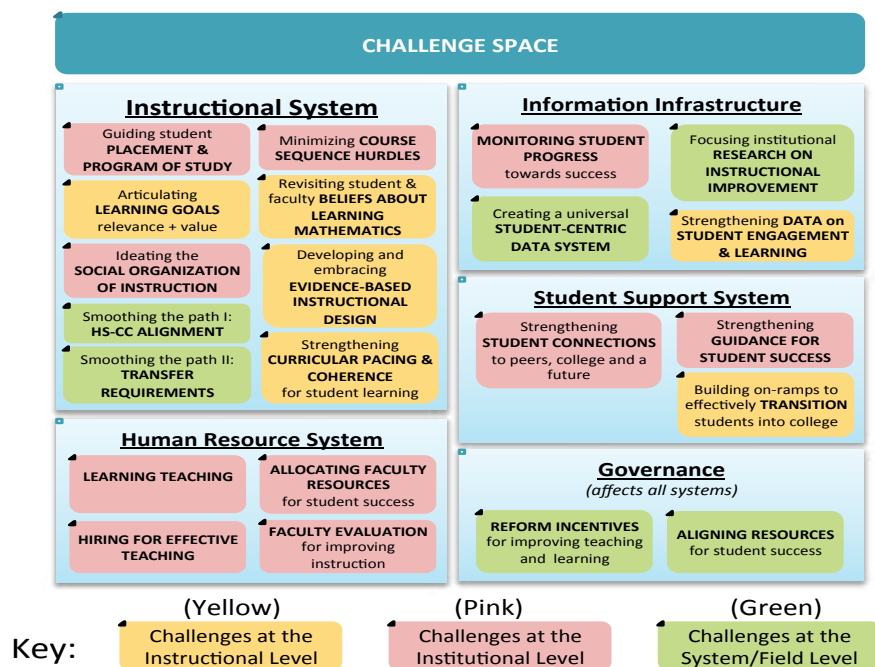 CHALLENGE SPACE
Instructional System
Guiding student
PLACEMENT &
PROGRAM OF STUDY
Minimizing COURSE
SEQUENCE HURDLES
Articulating
LEARNING GOALS
relevance + value
Revisiting student &
faculty BELIEFS ABOUT
LEARNING
MATHEMATICS
Ideating the
SOCIAL ORGANIZATION
OF INSTRUCTION
Developing and
embracing
EVIDENCE-BASED
INSTRUCTIONAL
DESIGN
Smoothing the path I:
HS-CC ALIGNMENT
Smoothing the path II:
TRANSFER
REQUIREMENTS
Strengthening
CURRICULAR PACING &
COHERENCE
for student learning
Information Infrastructure
MONITORING STUDENT
PROGRESS
towards success
Focusing institutional
RESEARCH ON
INSTRUCTIONAL
IMPROVEMENT
Creating a universal
STUDENT-CENTRIC
DATA SYSTEM
Strengthening DATA on
STUDENT ENGAGEMENT
& LEARNING
Student Support System
Strengthening
STUDENT CONNECTIONS
to peers, college and a
future
Strengthening
GUIDANCE FOR
STUDENT SUCCESS
Building on-ramps to
effectively TRANSITION
students into college
Human Resource System
LEARNING TEACHING
ALLOCATING FACULTY
RESOURCES
for student success
HIRING FOR EFFECTIVE
TEACHING
FACULTY EVALUATION
for improving
instruction
Governance
(affects all systems)
REFORM INCENTIVES
for improving teaching
and learning
ALIGNING RESOURCES
for student success
(Yellow)
(Pink)
(Green)
Key:
Challenges at the
Instructional Level
Challenges at the
Institutional Level
Challenges at the
System/Field Level